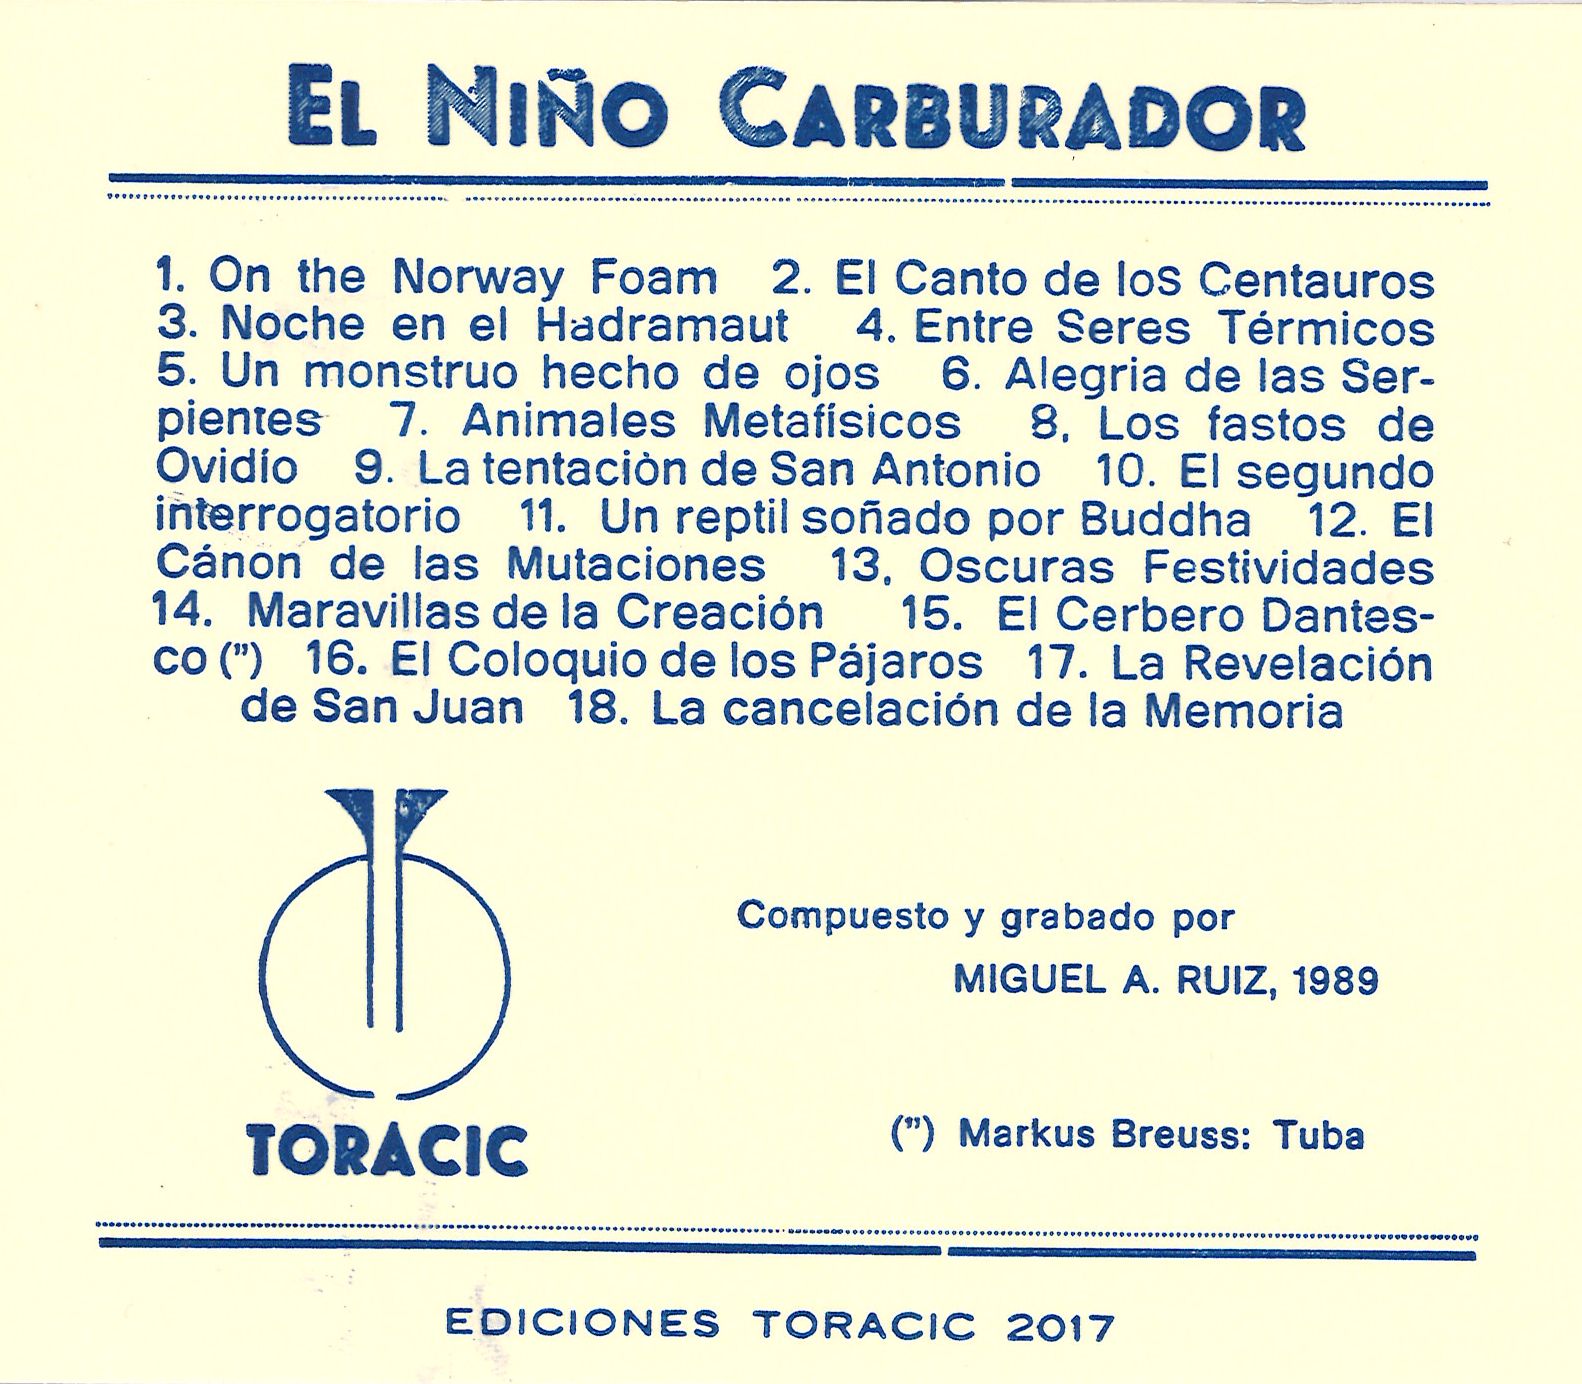 EL NIÑO CARBURADOR
1. On the Norway Foam 2. El Canto de los Centauros
3. Noche en el Hadramaut 4. Entre Seres Térmicos
5. Un monstruo hecho de ojos 6. Alegria de las Ser-
pientes 7. Animales Metafísicos 8. Los fastos de
Ovidío 9. La tentaciòn de San Antonio 10. El segundo
interrogatorio 11. Un reptil soñado por Buddha 12. El
Cánon de las Mutaciones 13. Oscuras Festividades
14. Maravillas de la Creación 15. El Cerbero Dantes-
co (") 16. El Coloquio de los Pájaros 17. La Revelación
de San Juan 18. La cancelación de la Memoria
Compuesto y grabado por
MIGUEL A. RUIZ, 1989
TORACIC
(") Markus Breuss: Tuba
EDICIONES TORACIC 2017